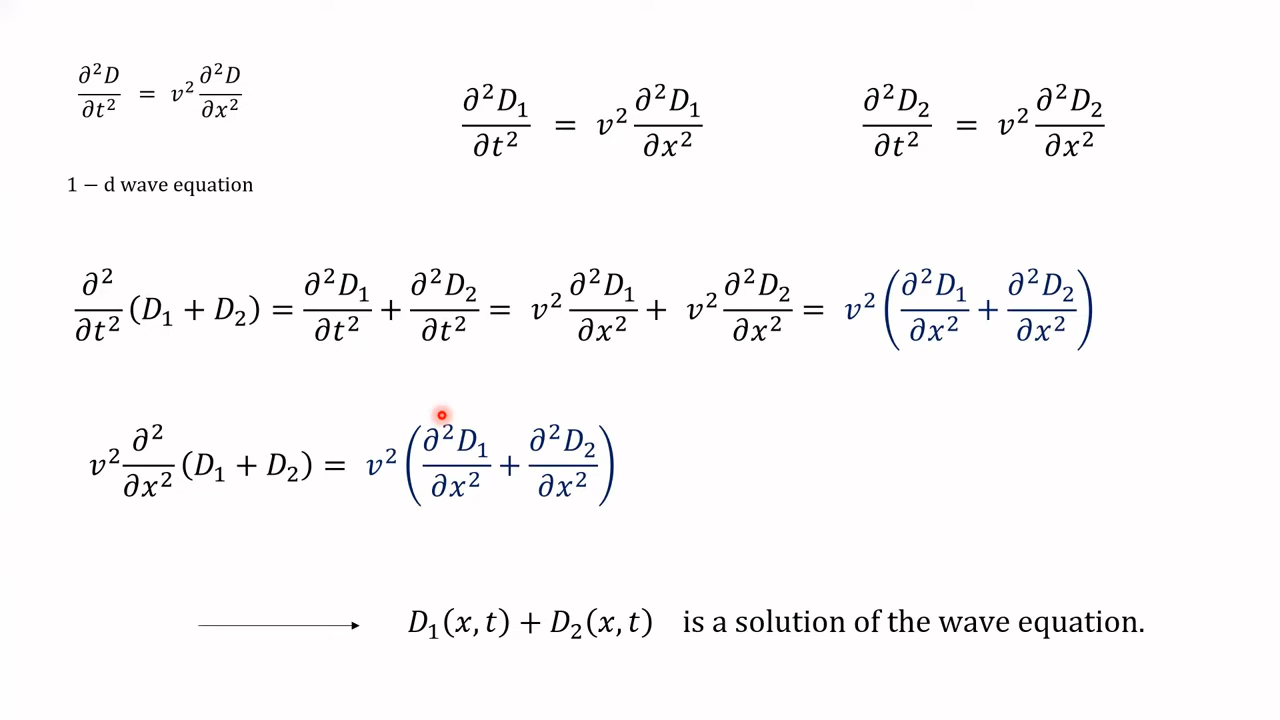 ∂²D/∂t² = v² ∂²D/∂x²
∂²D₁/∂t² = v² ∂²D₁/∂x²
∂²D₂/∂t² = v² ∂²D₂/∂x²
1 − d wave equation
∂²/∂t² (D₁ + D₂) = ∂²D₁/∂t² + ∂²D₂/∂t² = v² ∂²D₁/∂x² + v² ∂²D₂/∂x² = v² (∂²D₁/∂x² + ∂²D₂/∂x²)
v² ∂²/∂x² (D₁ + D₂) = v² (∂²D₁/∂x² + ∂²D₂/∂x²)
D₁(x, t) + D₂(x, t) is a solution of the wave equation.